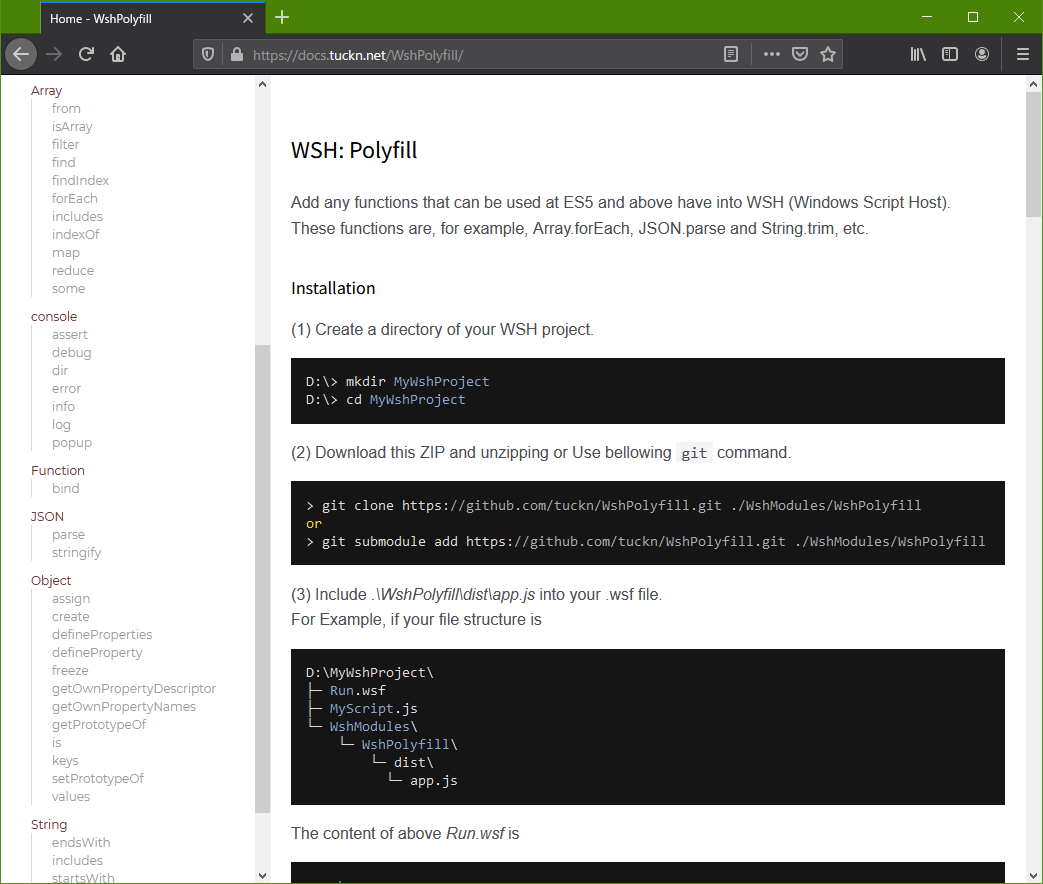 Home - WshPolyfill
https://docs.tuckn.net/WshPolyfill/
Array
from
isArray
filter
find
findIndex
forEach
includes
indexOf
map
reduce
some
console
assert
debug
dir
error
info
log
popup
Function
bind
JSON
parse
stringify
Object
assign
create
defineProperties
defineProperty
freeze
getOwnPropertyDescriptor
getOwnPropertyNames
getPrototypeOf
is
keys
setPrototypeOf
values
String
endsWith
includes
startsWith
WSH: Polyfill
Add any functions that can be used at ES5 and above have into WSH (Windows Script Host).
These functions are, for example, Array.forEach, JSON.parse and String.trim, etc.
Installation
(1) Create a directory of your WSH project.
D:\> mkdir MyWshProject
D:\> cd MyWshProject
(2) Download this ZIP and unzipping or Use bellowing git command.
> git clone https://github.com/tuckn/WshPolyfill.git ./WshModules/WshPolyfill
or
> git submodule add https://github.com/tuckn/WshPolyfill.git ./WshModules/WshPolyfill
(3) Include .\WshPolyfill\dist\app.js into your .wsf file.
For Example, if your file structure is
D:\MyWshProject\
├─ Run.wsf
├─ MyScript.js
└─ WshModules\
└─ WshPolyfill\
└─ dist\
└─ app.js
The content of above Run.wsf is